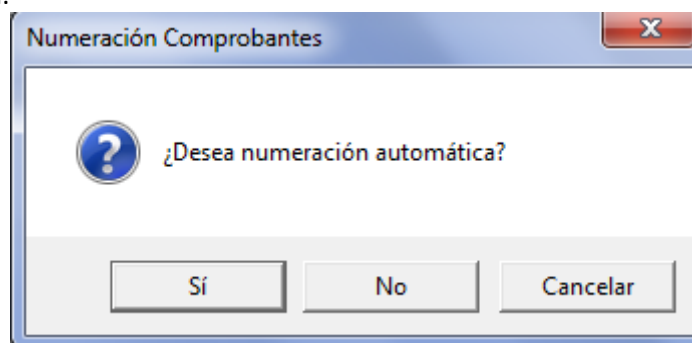 Numeración Comprobantes
¿Desea numeración automática?
Sí No Cancelar